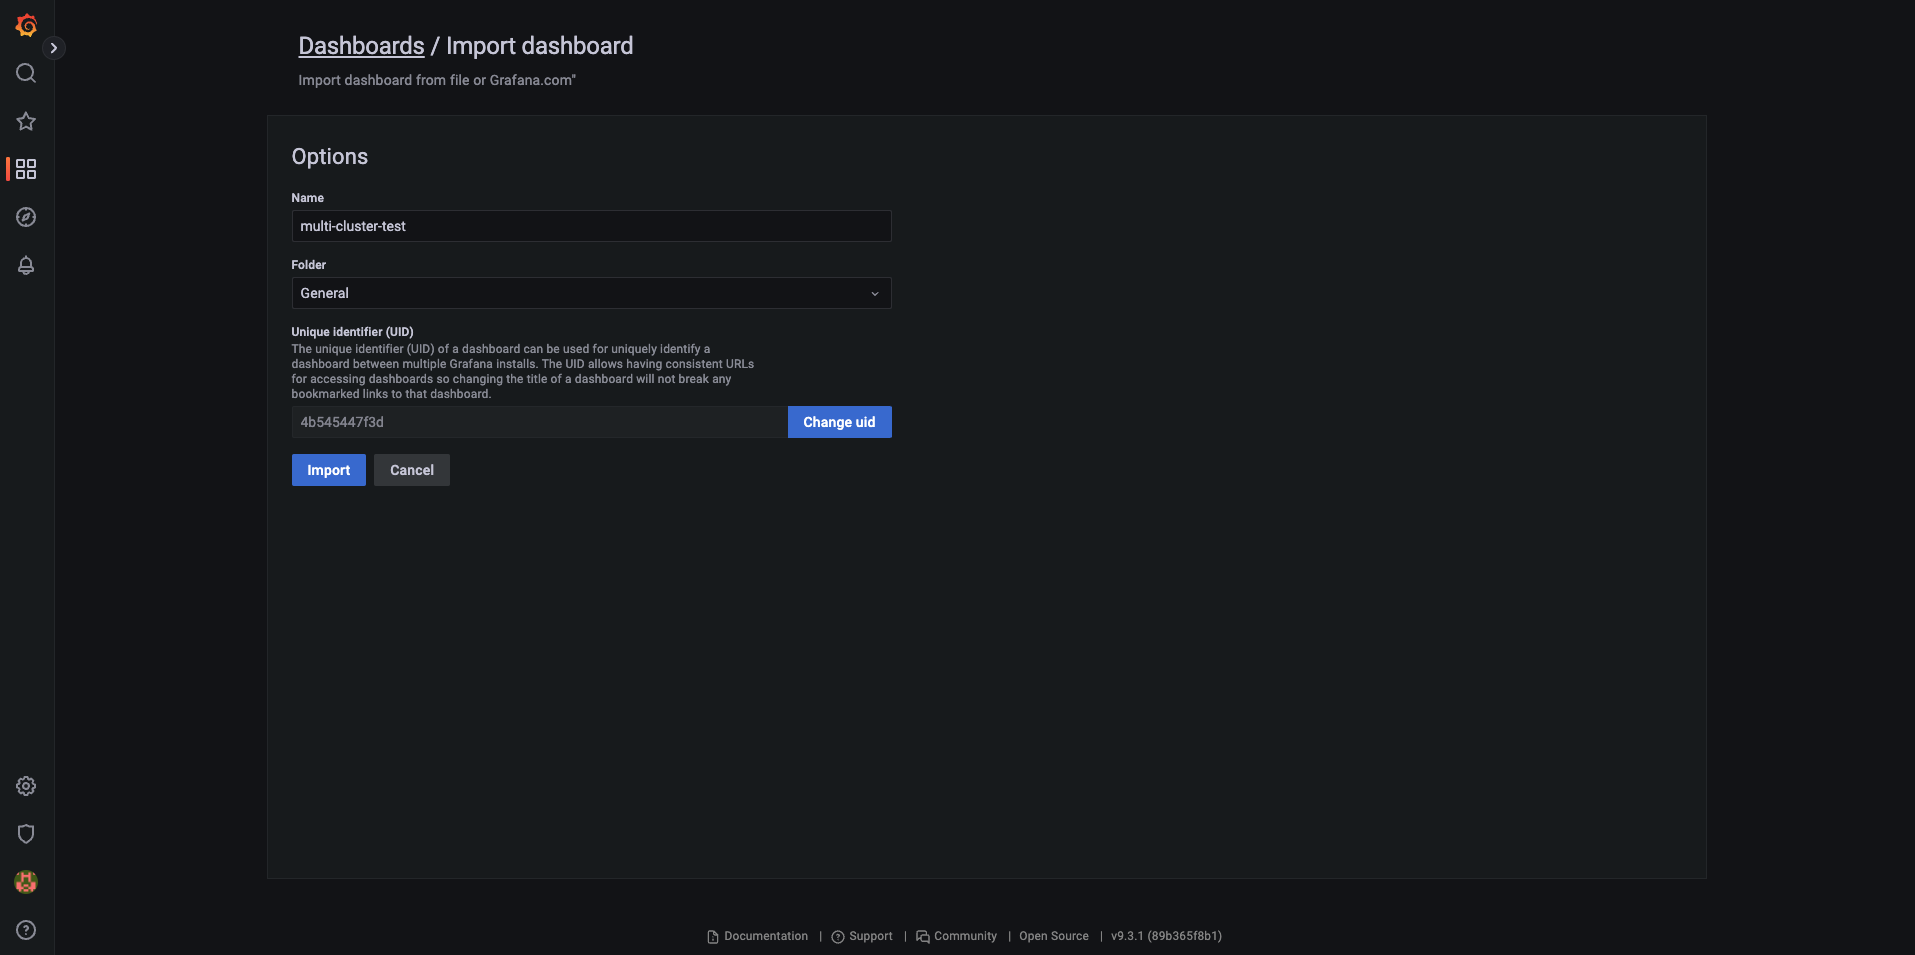 Dashboards / Import dashboard
Import dashboard from file or Grafana.com"
Options
Name
multi-cluster-test
Folder
General
Unique identifier (UID)
The unique identifier (UID) of a dashboard can be used for uniquely identify a
dashboard between multiple Grafana installs. The UID allows having consistent URLs
for accessing dashboards so changing the title of a dashboard will not break any
bookmarked links to that dashboard.
4b545447f3d Change uid
Import Cancel
Documentation | Support | Community | Open Source | v9.3.1 (89b365f8b1)